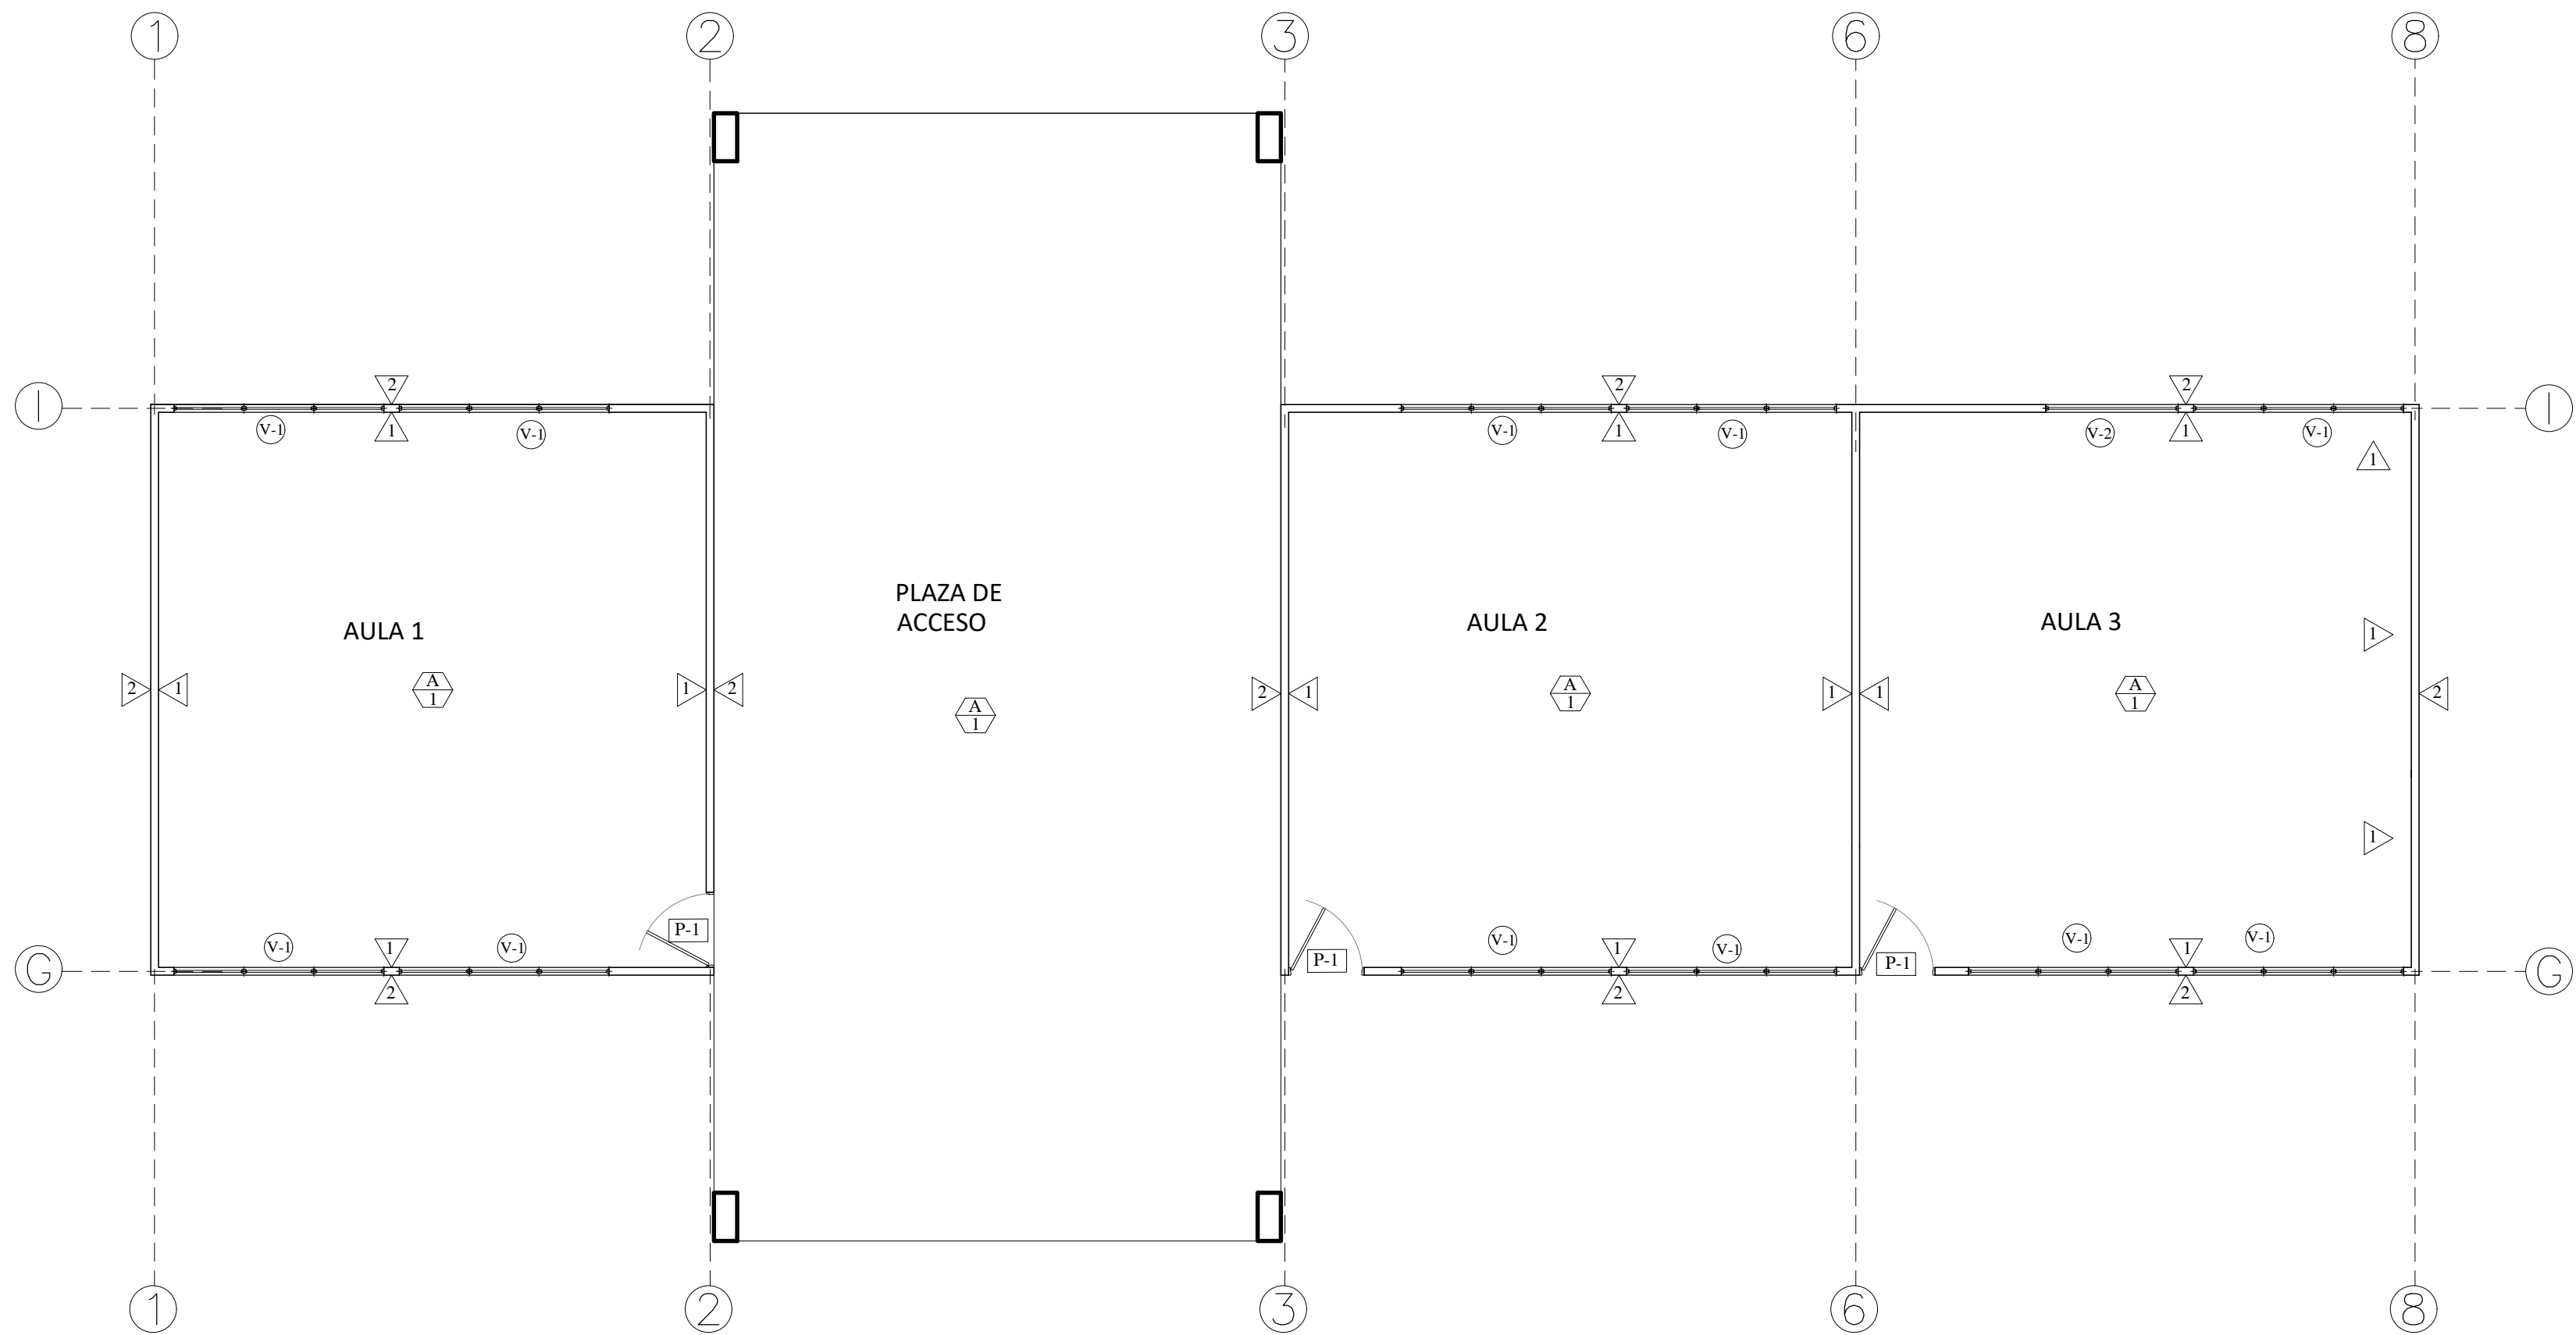 1 2 3 6 8
2 2 2
I I
V-1 1 V-1 V-1 1 V-1 V-2 1 V-1
1
PLAZA DE
ACCESO
AULA 1 AULA 2 AULA 3
1
2 1 A 1 2 2 1 A 1 1 A 2
1 1 1
A
1
1
P-1
V-1 1 V-1 V-1 1 V-1 V-1 1 V-1
P-1 P-1
G G
2 2 2
1 2 3 6 8